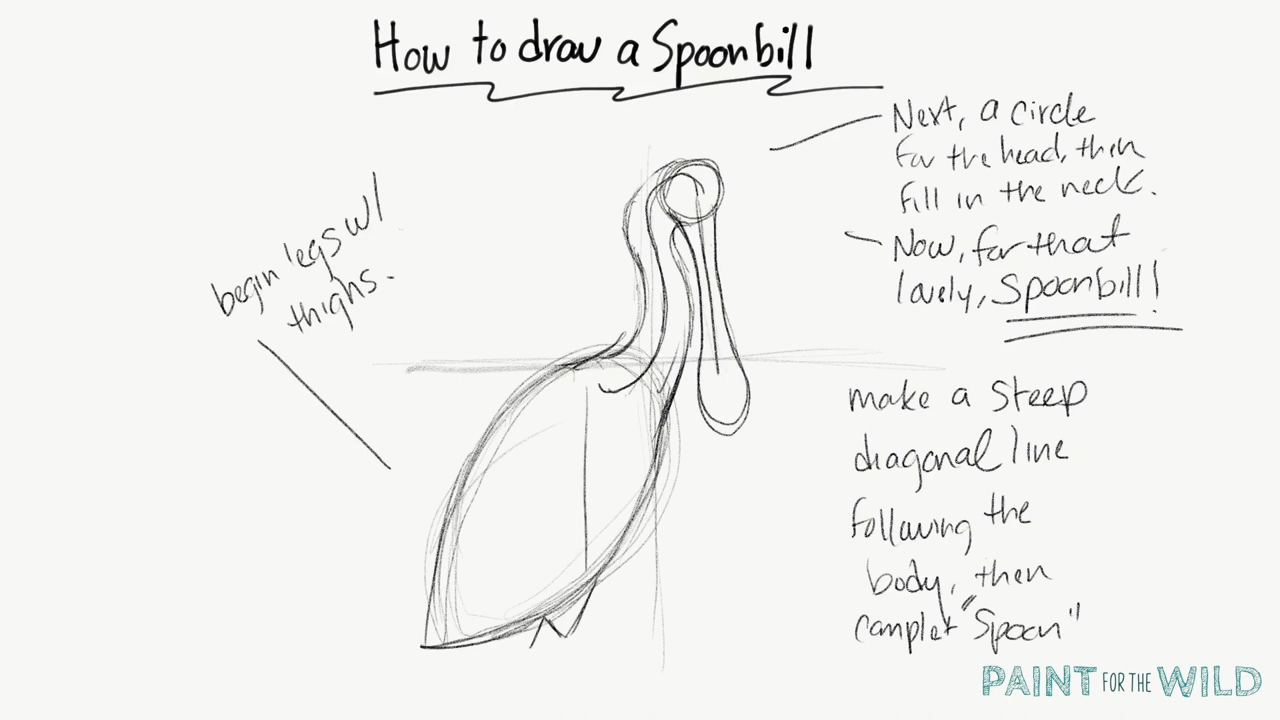 How to draw a Spoonbill
begin legs w/
thighs.
Next, a circle
for the head, then
fill in the neck.
Now, for that
lovely, Spoonbill!
make a steep
diagonal line
following the
body, then
complet "Spoon"
PAINT FOR THE WILD